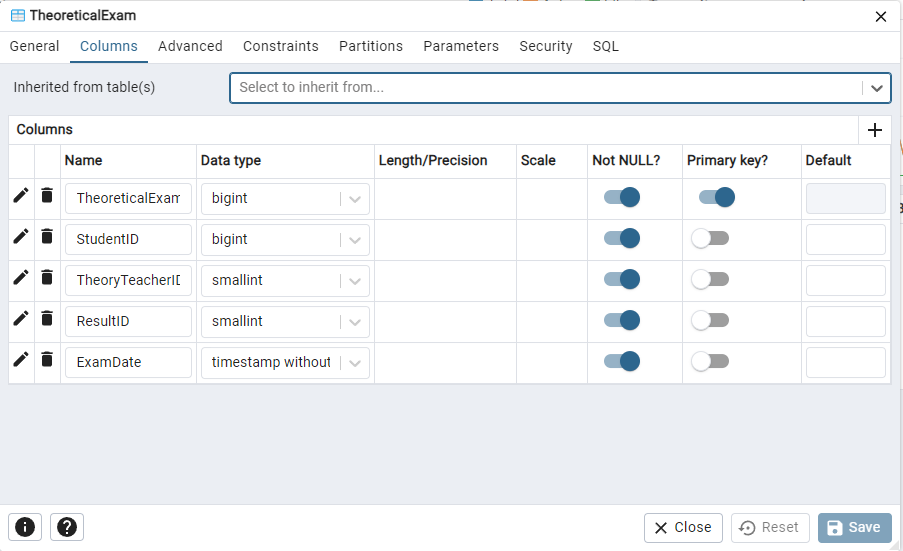 TheoreticalExam
General Columns Advanced Constraints Partitions Parameters Security SQL
Inherited from table(s) Select to inherit from...
Columns
Name Data type Length/Precision Scale Not NULL? Primary key? Default
TheoreticalExam bigint
StudentID bigint
TheoryTeacherID smallint
ResultID smallint
ExamDate timestamp without
Close Reset Save